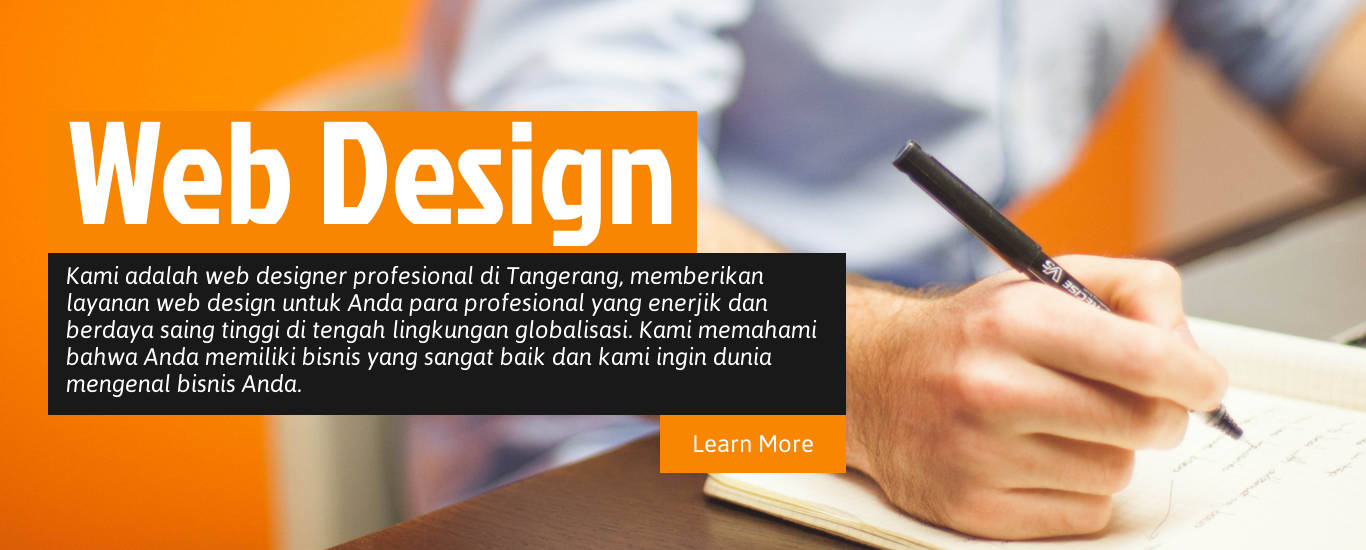 Web Design
Kami adalah web designer profesional di Tangerang, memberikan
layanan web design untuk Anda para profesional yang enerjik dan
berdaya saing tinggi di tengah lingkungan globalisasi. Kami memahami
bahwa Anda memiliki bisnis yang sangat baik dan kami ingin dunia
mengenal bisnis Anda.
Learn More
V5